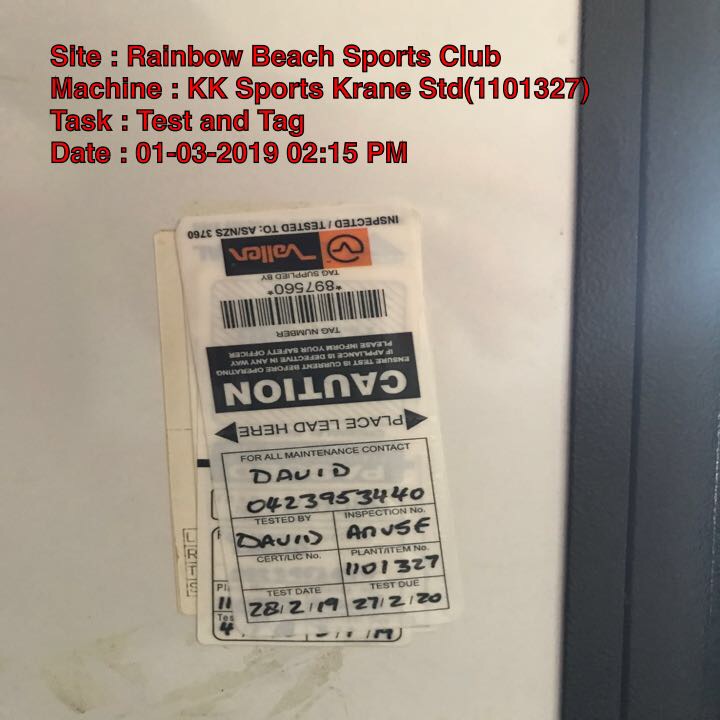 Site : Rainbow Beach Sports Club
Machine : KK Sports Krane Std(1101327)
Task : Test and Tag
Date : 01-03-2019 02:15 PM
INSPECTED / TESTED TO: AS/NZS 3760
Vallen
TAG SUPPLIED BY
*897560*
TAG NUMBER
PLEASE INFORM YOUR SAFETY OFFICER
IF APPLIANCE IS DEFECTIVE IN ANY WAY
ENSURE TEST IS CURRENT BEFORE OPERATING
CAUTION
PLACE LEAD HERE
FOR ALL MAINTENANCE CONTACT
DAVID
0423953440
TESTED BY INSPECTION No.
DAVID
CERT/LIC No. PLANT/ITEM No.
1101327
TEST DATE TEST DUE
28/2/19 27/2/20